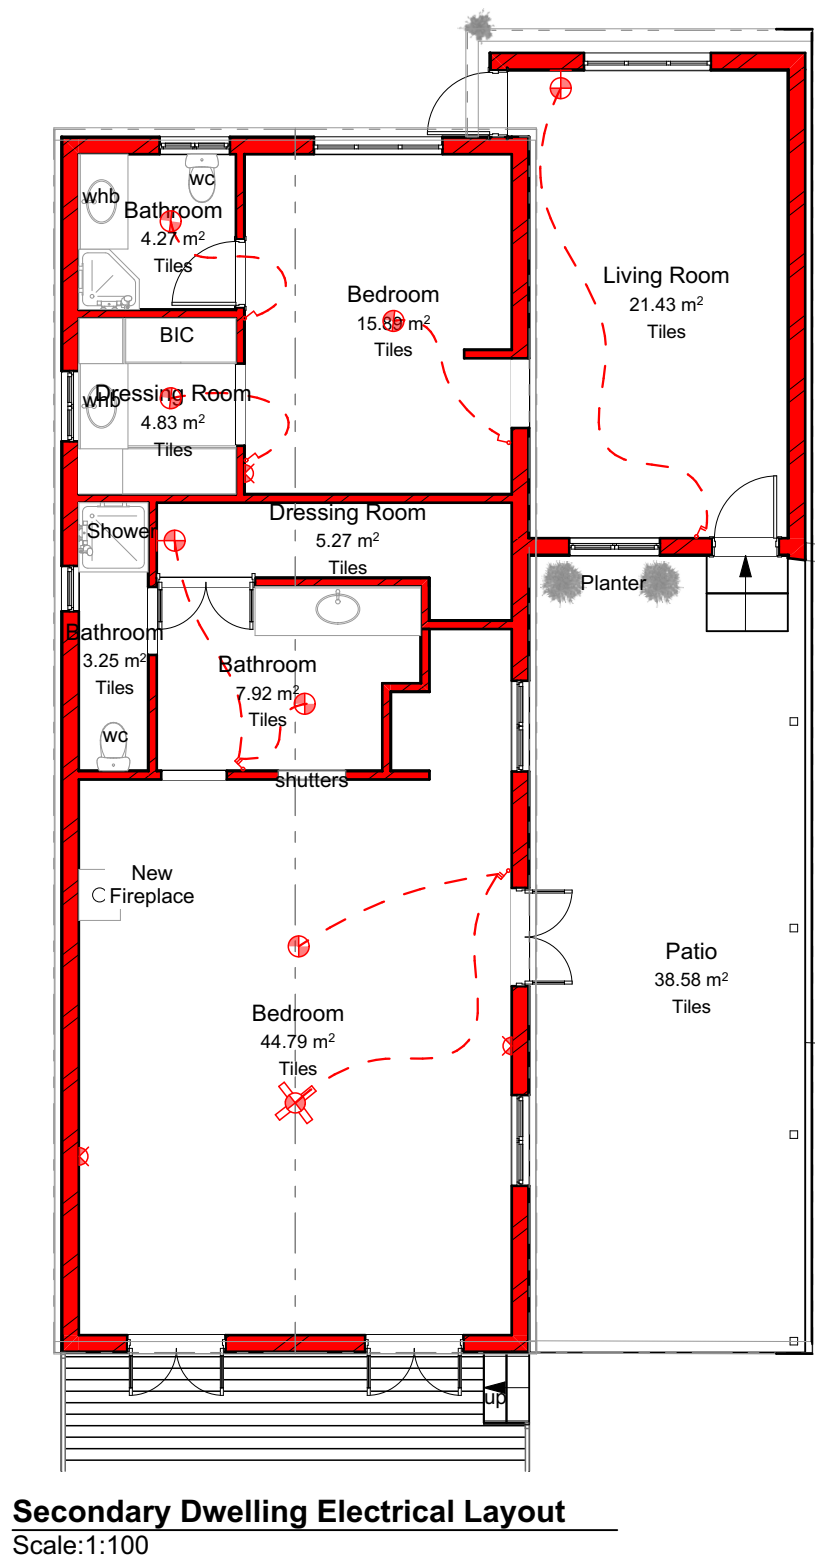 wc
whb
Bathroom
4.27 m²
Tiles
Living Room
21.43 m²
Tiles
Bedroom
15.89 m²
Tiles
BIC
Dressing Room
whb
4.83 m²
Tiles
Dressing Room
5.27 m²
Tiles
Shower
Planter
Bathroom
3.25 m²
Tiles
Bathroom
7.92 m²
Tiles
wc
shutters
New
Fireplace
Patio
38.58 m²
Tiles
Bedroom
44.79 m²
Tiles
up
Secondary Dwelling Electrical Layout
Scale:1:100